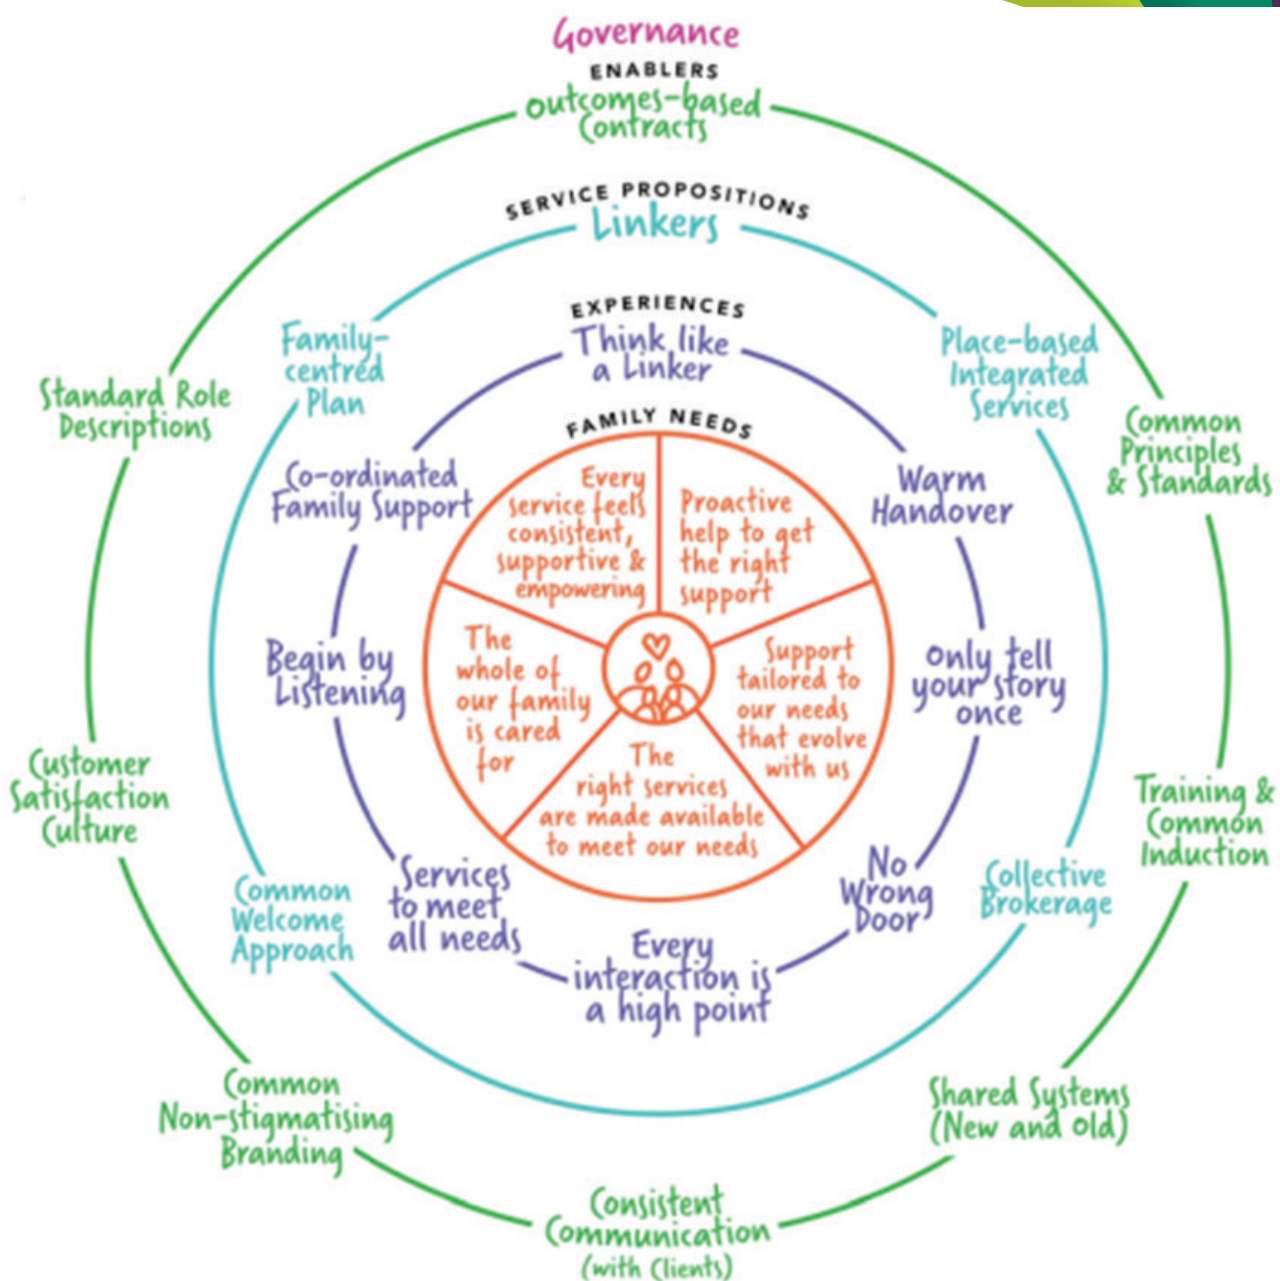 Governance
ENABLERS
Outcomes-based
Contracts
SERVICE PROPOSITIONS
Linkers
EXPERIENCES
Think like
a Linker
FAMILY NEEDS
Family-
centred
Plan
Place-based
Integrated
Services
Standard Role
Descriptions
Common
Principles
& Standards
Co-ordinated
Family Support
Warm
Handover
Every
service feels
consistent,
supportive &
empowering
Proactive
help to get
the right
support
The
whole of
our family
is cared
for
Support
tailored to
our needs
that evolve
with us
The
right services
are made available
to meet our needs
Begin by
Listening
Only tell
your story
once
Customer
Satisfaction
Culture
Training &
Common
Induction
Services
to meet
all needs
No
Wrong
Door
Common
Welcome
Approach
Collective
Brokerage
Every
interaction is
a high point
Common
Non-stigmatising
Branding
Shared Systems
(New and Old)
Consistent
Communication
(with Clients)